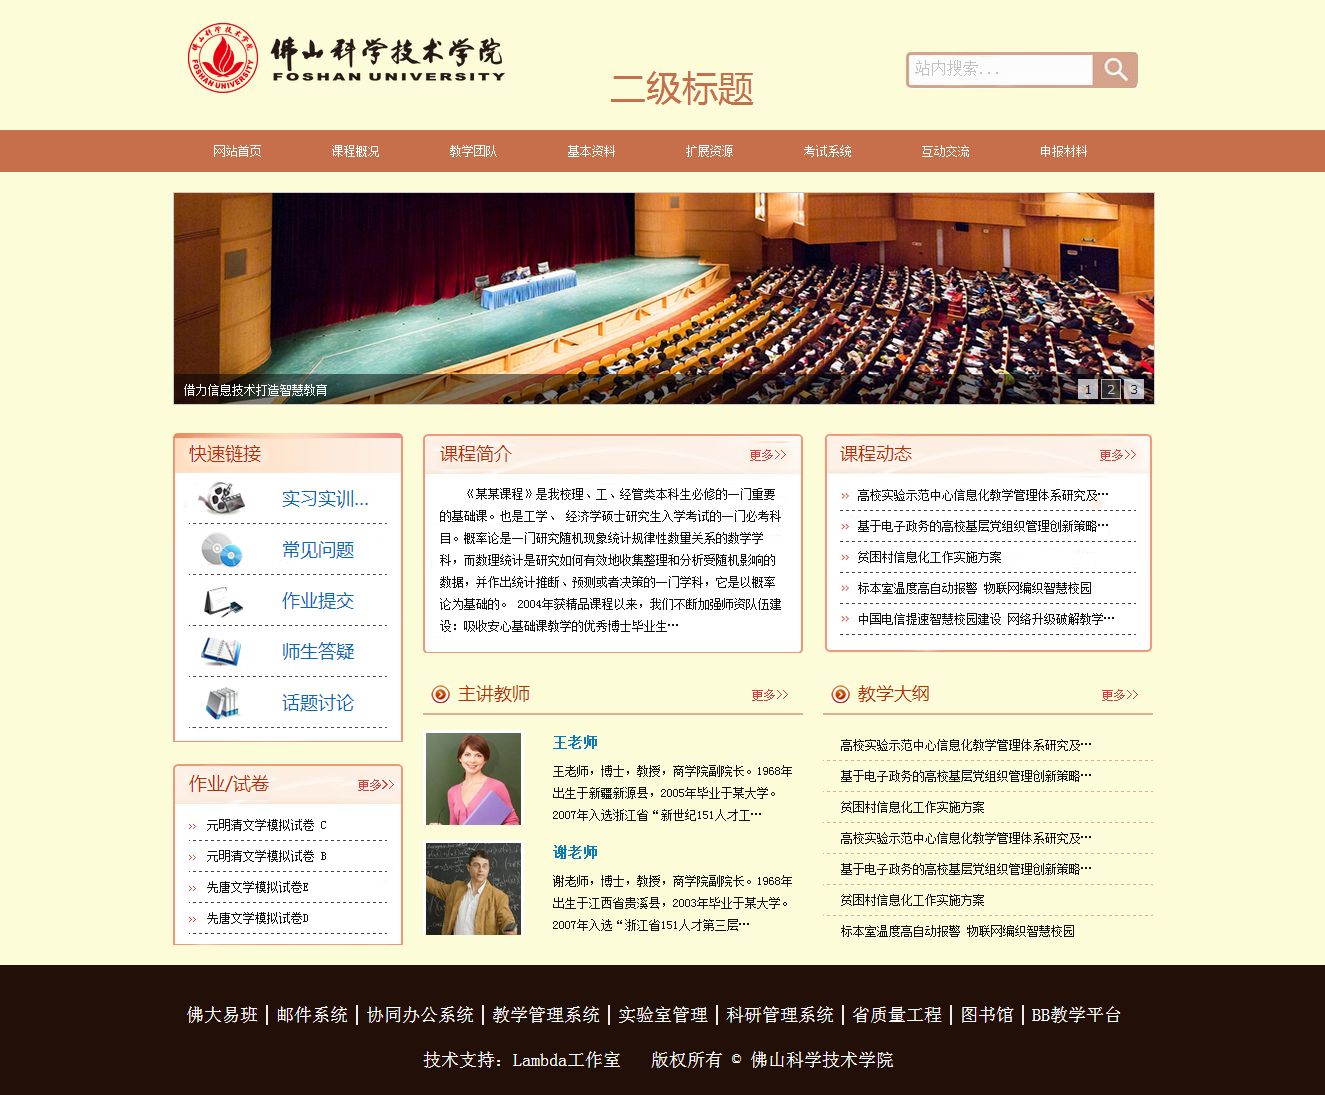 佛山科学技术学院
FOSHAN UNIVERSITY
二级标题
站内搜索...
网站首页 课程概况 教学团队 基本资料 扩展资源 考试系统 互动交流 申报材料
借力信息技术打造智慧教育
1 2 3
快速链接
实习实训...
常见问题
作业提交
师生答疑
话题讨论
作业/试卷 更多>>
>> 元明清文学模拟试卷 C
>> 元明清文学模拟试卷 B
>> 先唐文学模拟试卷E
>> 先唐文学模拟试卷D
课程简介 更多>>
《某某课程》是我校理、工、经管类本科生必修的一门重要
的基础课。也是工学、 经济学硕士研究生入学考试的一门必考科
目。概率论是一门研究随机现象统计规律性数量关系的数学学
科，而数理统计是研究如何有效地收集整理和分析受随机影响的
数据，并作出统计推断、预测或者决策的一门学科，它是以概率
论为基础的。 2004年获精品课程以来，我们不断加强师资队伍建
设：吸收安心基础课教学的优秀博士毕业生…
课程动态 更多>>
>> 高校实验示范中心信息化教学管理体系研究及…
>> 基于电子政务的高校基层党组织管理创新策略…
>> 贫困村信息化工作实施方案
>> 标本室温度高自动报警 物联网编织智慧校园
>> 中国电信提速智慧校园建设 网络升级破解教学…
主讲教师 更多>>
王老师
王老师，博士，教授，商学院副院长。1968年
出生于新疆新源县，2005年毕业于某大学。
2007年入选浙江省“新世纪151人才工…
谢老师
谢老师，博士，教授，商学院副院长。1968年
出生于江西省贵溪县，2003年毕业于某大学。
2007年入选“浙江省151人才第三层…
教学大纲 更多>>
高校实验示范中心信息化教学管理体系研究及…
基于电子政务的高校基层党组织管理创新策略…
贫困村信息化工作实施方案
高校实验示范中心信息化教学管理体系研究及…
基于电子政务的高校基层党组织管理创新策略…
贫困村信息化工作实施方案
标本室温度高自动报警 物联网编织智慧校园
佛大易班 | 邮件系统 | 协同办公系统 | 教学管理系统 | 实验室管理 | 科研管理系统 | 省质量工程 | 图书馆 | BB教学平台
技术支持：Lambda工作室 版权所有 © 佛山科学技术学院